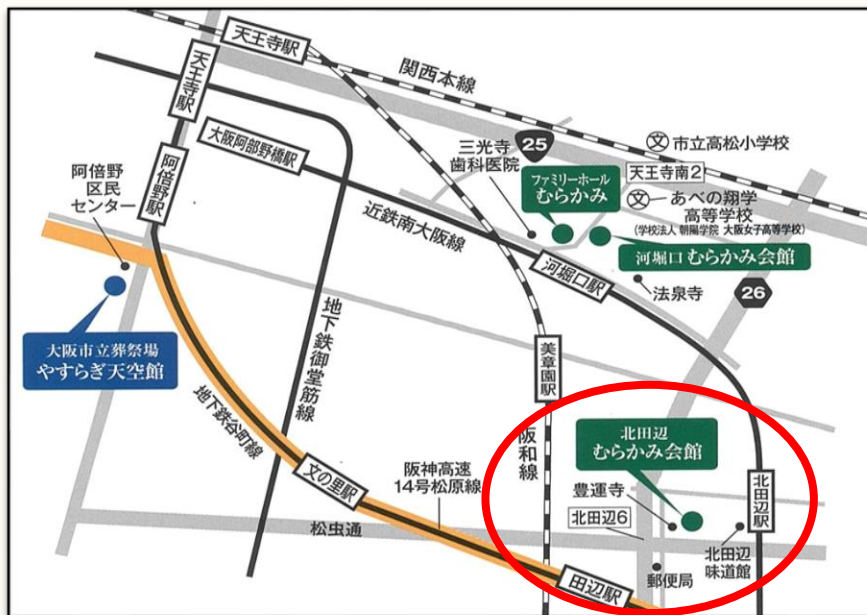 天王寺駅
関西本線
天王寺駅
大阪阿部野橋駅
三光寺
歯科医院
25
文 市立高松小学校
天王寺南2
ファミリーホール
むらかみ
文 あべの翔学
高等学校
(学校法人 朝陽学院 大阪女子高等学校)
阿倍野
区民
センター
阿倍野駅
近鉄南大阪線
河堀口 むらかみ会館
河堀口駅
法泉寺
26
大阪市立葬祭場
やすらぎ天空館
地下鉄御堂筋線
地下鉄谷町線
美章園駅
阪和線
北田辺
むらかみ会館
文の里駅
阪神高速
14号松原線
豊運寺
北田辺6
北田辺駅
松虫通
北田辺
味道館
田辺駅
郵便局